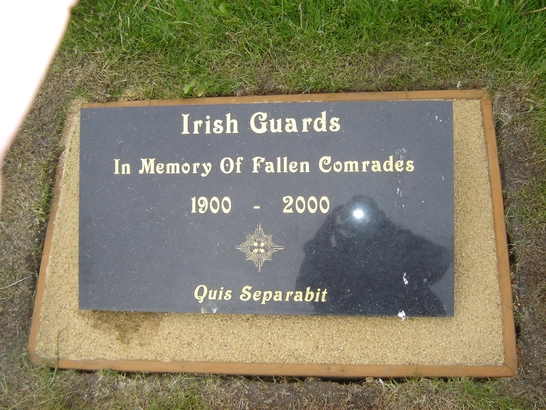 Irish Guards
In Memory Of Fallen Comrades
1900 - 2000
Quis Separabit